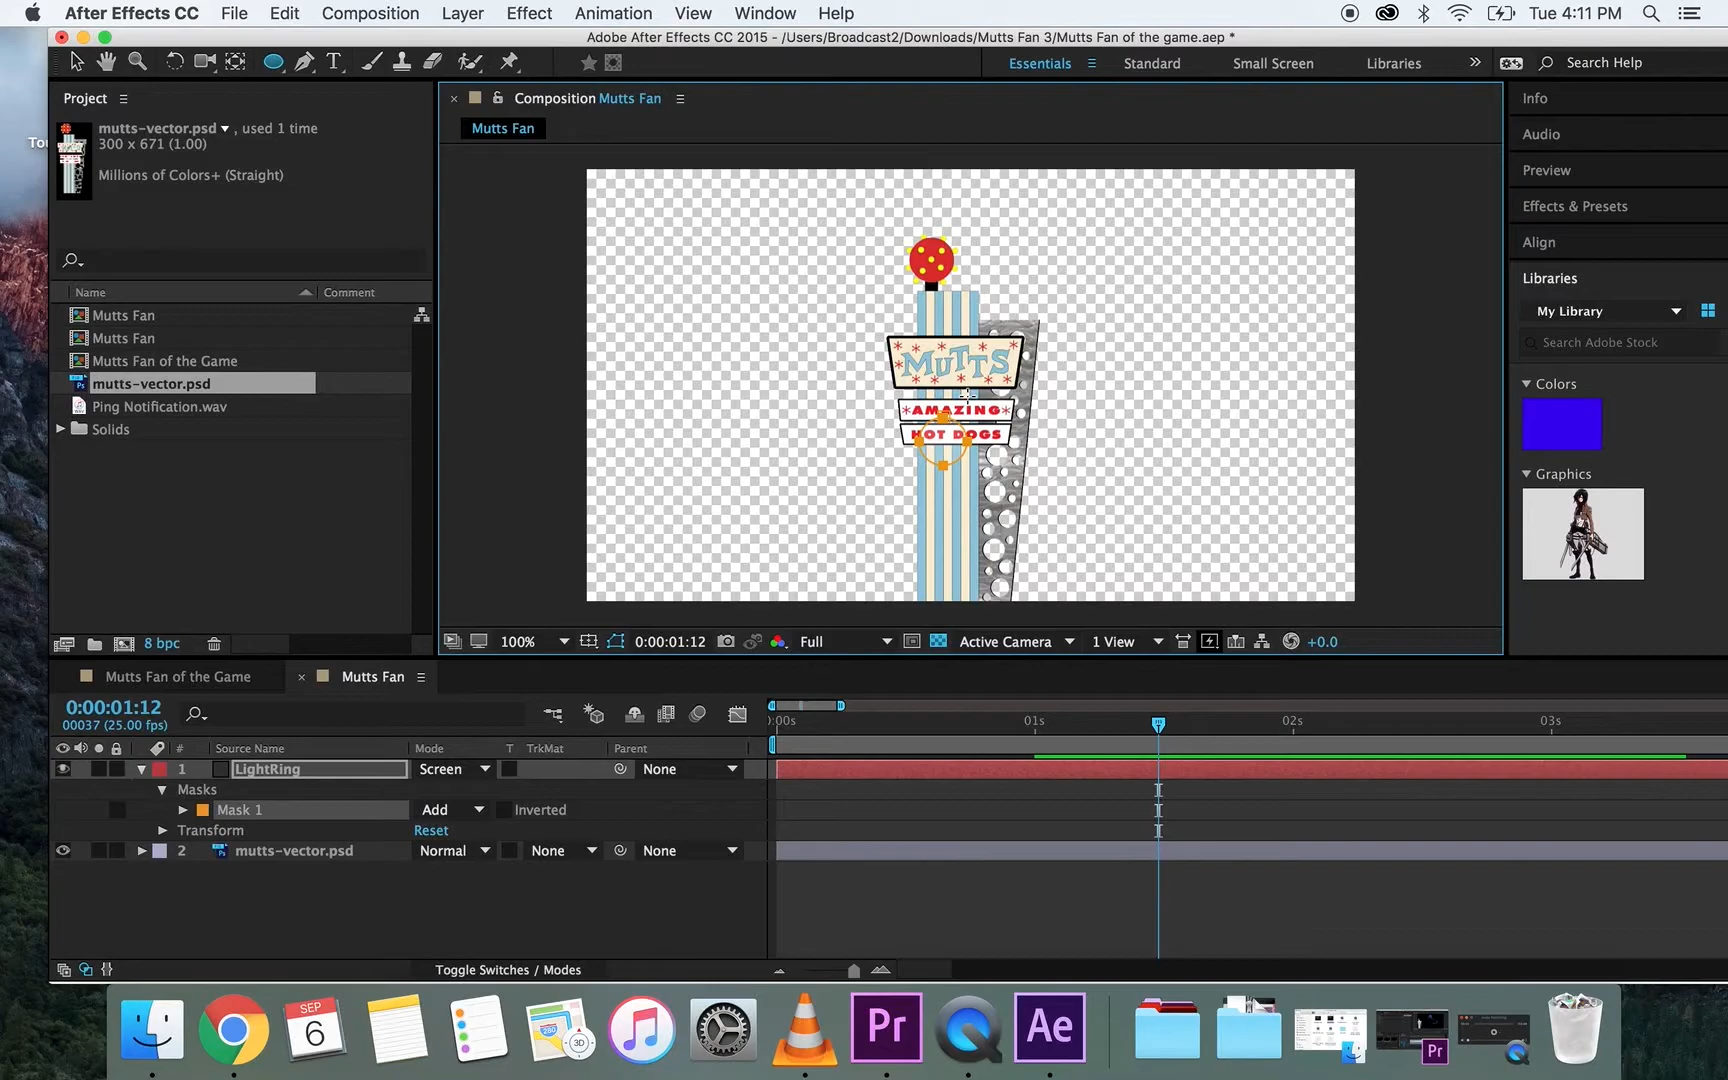 After Effects CC File Edit Composition Layer Effect Animation View Window Help Tue 4:11 PM
Adobe After Effects CC 2015 - /Users/Broadcast2/Downloads/Mutts Fan 3/Mutts Fan of the game.aep *
T Essentials Standard Small Screen Libraries » Search Help
Project
mutts-vector.psd , used 1 time
300 x 671 (1.00)
Millions of Colors+ (Straight)
Name Comment
Mutts Fan
Mutts Fan
Mutts Fan of the Game
mutts-vector.psd
Ping Notification.wav
Solids
8 bpc
Composition Mutts Fan
Mutts Fan
MUTTS
*AMAZING*
HOT DOGS
100% 0:00:01:12 Full Active Camera 1 View +0.0
Info
Audio
Preview
Effects & Presets
Align
Libraries
My Library
Search Adobe Stock
Colors
Graphics
Mutts Fan of the Game × Mutts Fan
0:00:01:12
00037 (25.00 fps)
:00s 01s 02s 03s
# Source Name Mode T TrkMat Parent
1 LightRing Screen None
Masks
Mask 1 Add Inverted
Transform Reset
2 mutts-vector.psd Normal None None
Toggle Switches / Modes
SEP
6
280
3D
Pr
Ae
Pr